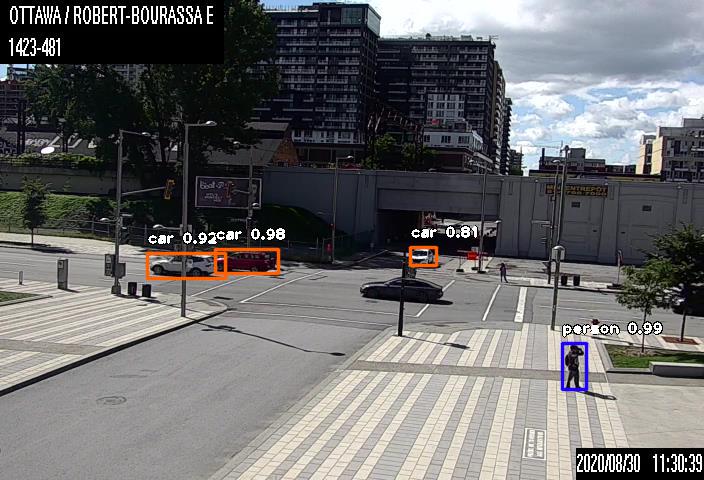 OTTAWA / ROBERT-BOURASSA E
1423-481
car 0.92
car 0.98
car 0.81
person 0.99
2020/08/30 11:30:39